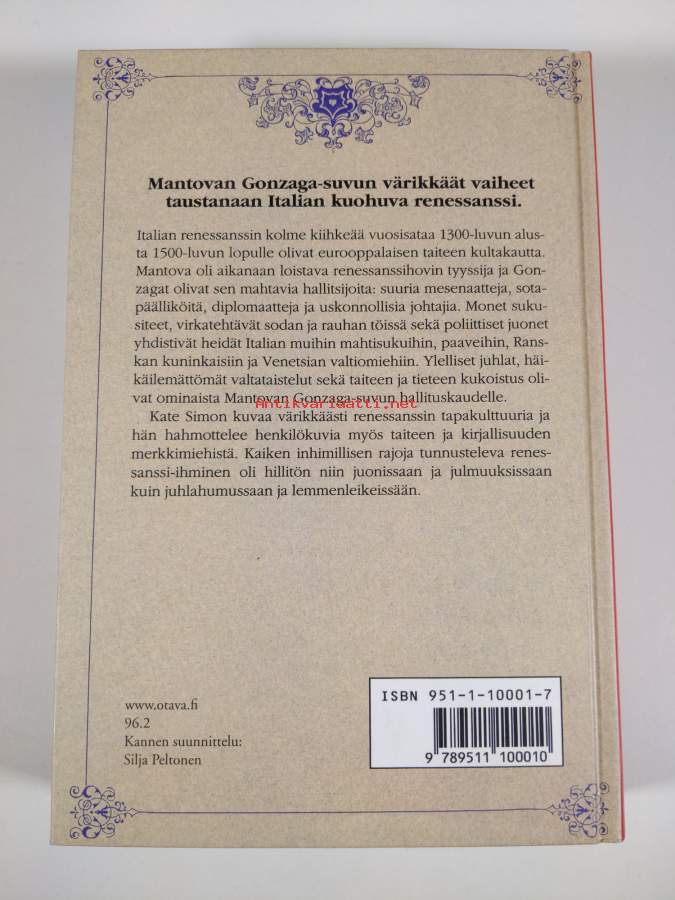 Mantovan Gonzaga-suvun värikkäät vaiheet
taustanaan Italian kuohuva renessanssi.
Italian renessanssin kolme kiihkeää vuosisataa 1300-luvun alus-
ta 1500-luvun lopulle olivat eurooppalaisen taiteen kultakautta.
Mantova oli aikanaan loistava renessanssihovin tyyssija ja Gon-
zagat olivat sen mahtavia hallitsijoita: suuria mesenaatteja, sota-
päälliköitä, diplomaatteja ja uskonnollisia johtajia. Monet suku-
siteet, virkatehtävät sodan ja rauhan töissä sekä poliittiset juonet
yhdistivät heidät Italian muihin mahtisukuihin, paaveihin, Rans-
kan kuninkaisiin ja Venetsian valtiomiehiin. Ylelliset juhlat, häi-
käilemättömät valtataistelut sekä taiteen ja tieteen kukoistus oli-
vat ominaista Mantovan Gonzaga-suvun hallituskaudelle.
Antikvariaatti.net
Kate Simon kuvaa värikkäästi renessanssin tapakulttuuria ja
hän hahmottelee henkilökuvia myös taiteen ja kirjallisuuden
merkkimiehistä. Kaiken inhimillisen rajoja tunnusteleva renes-
sanssi-ihminen oli hillitön niin juonissaan ja julmuuksissaan
kuin juhlahumussaan ja lemmenleikeissään.
www.otava.fi
96.2
Kannen suunnittelu:
Silja Peltonen
ISBN 951-1-10001-7
9 789511 100010